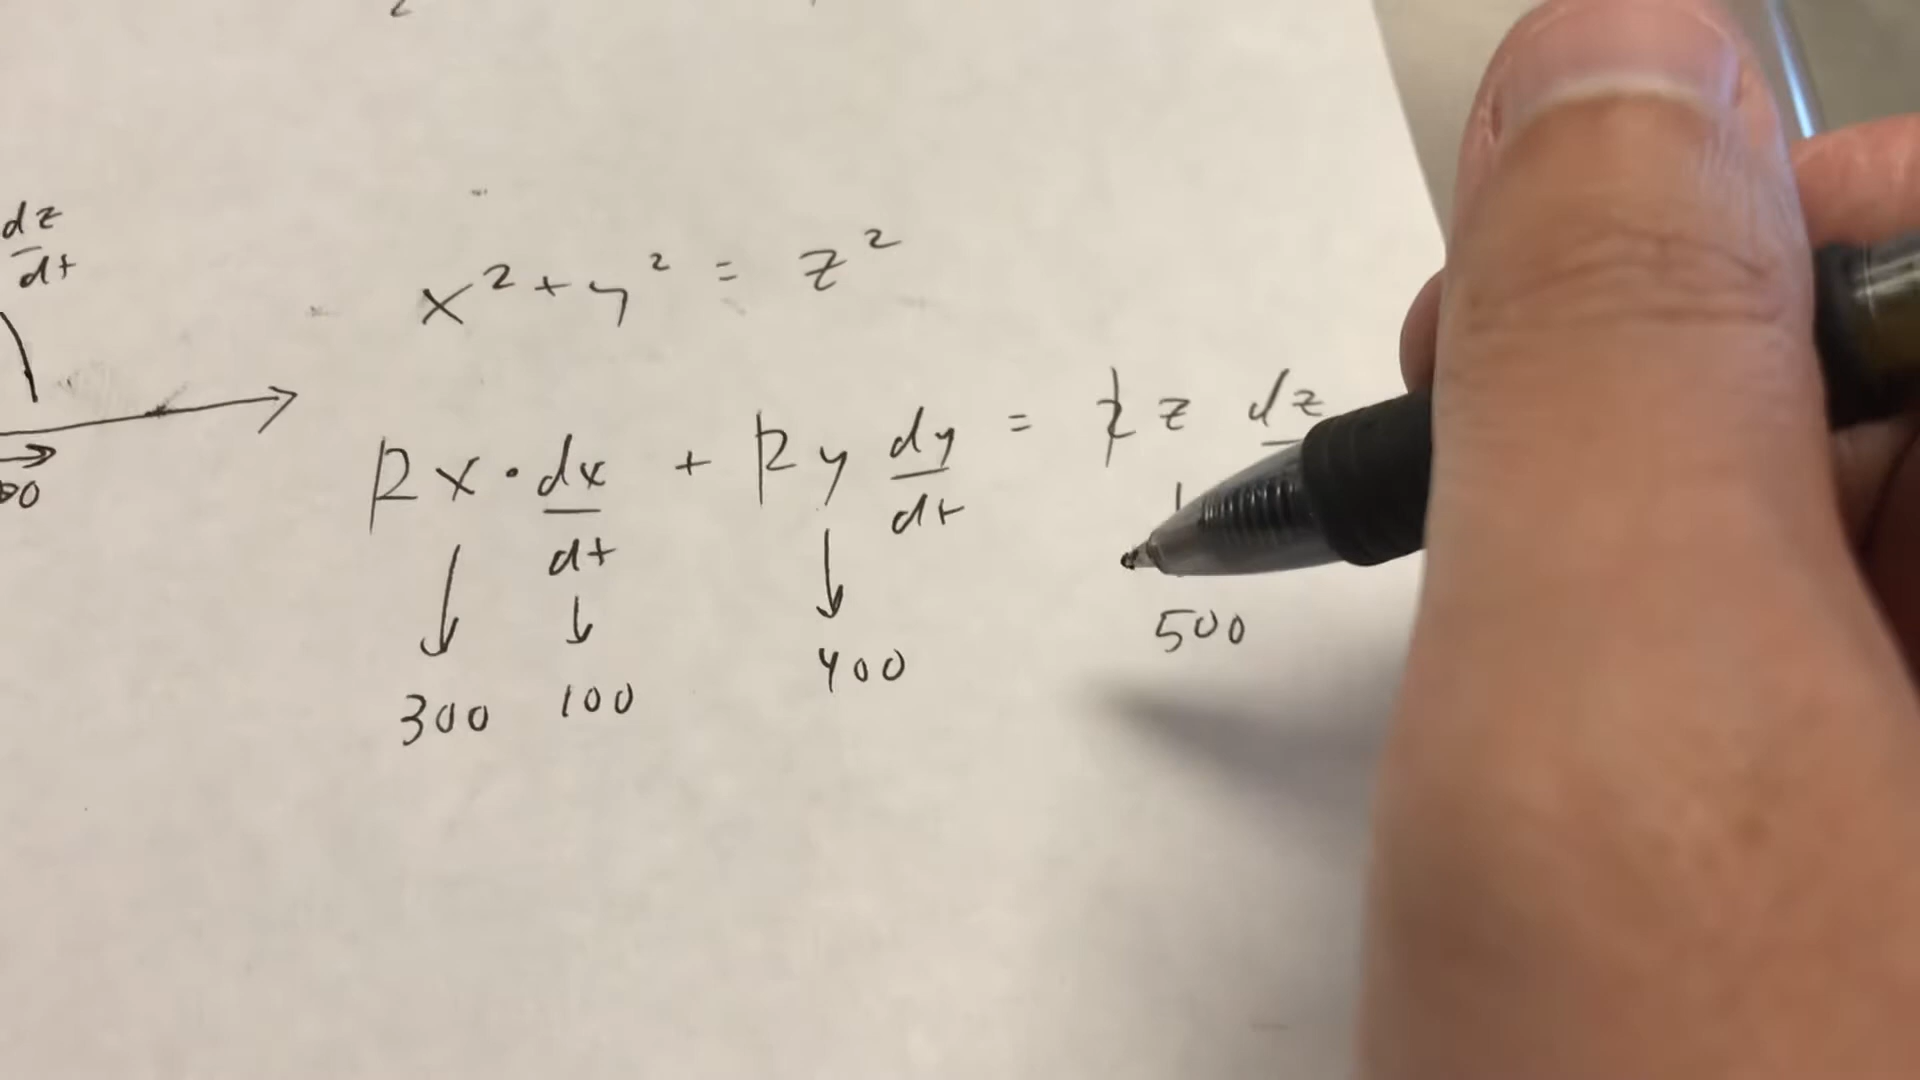 dz
dt
x² + y² = z²
2x · dx/dt + 2y dy/dt = 2z dz
300 100 400 500